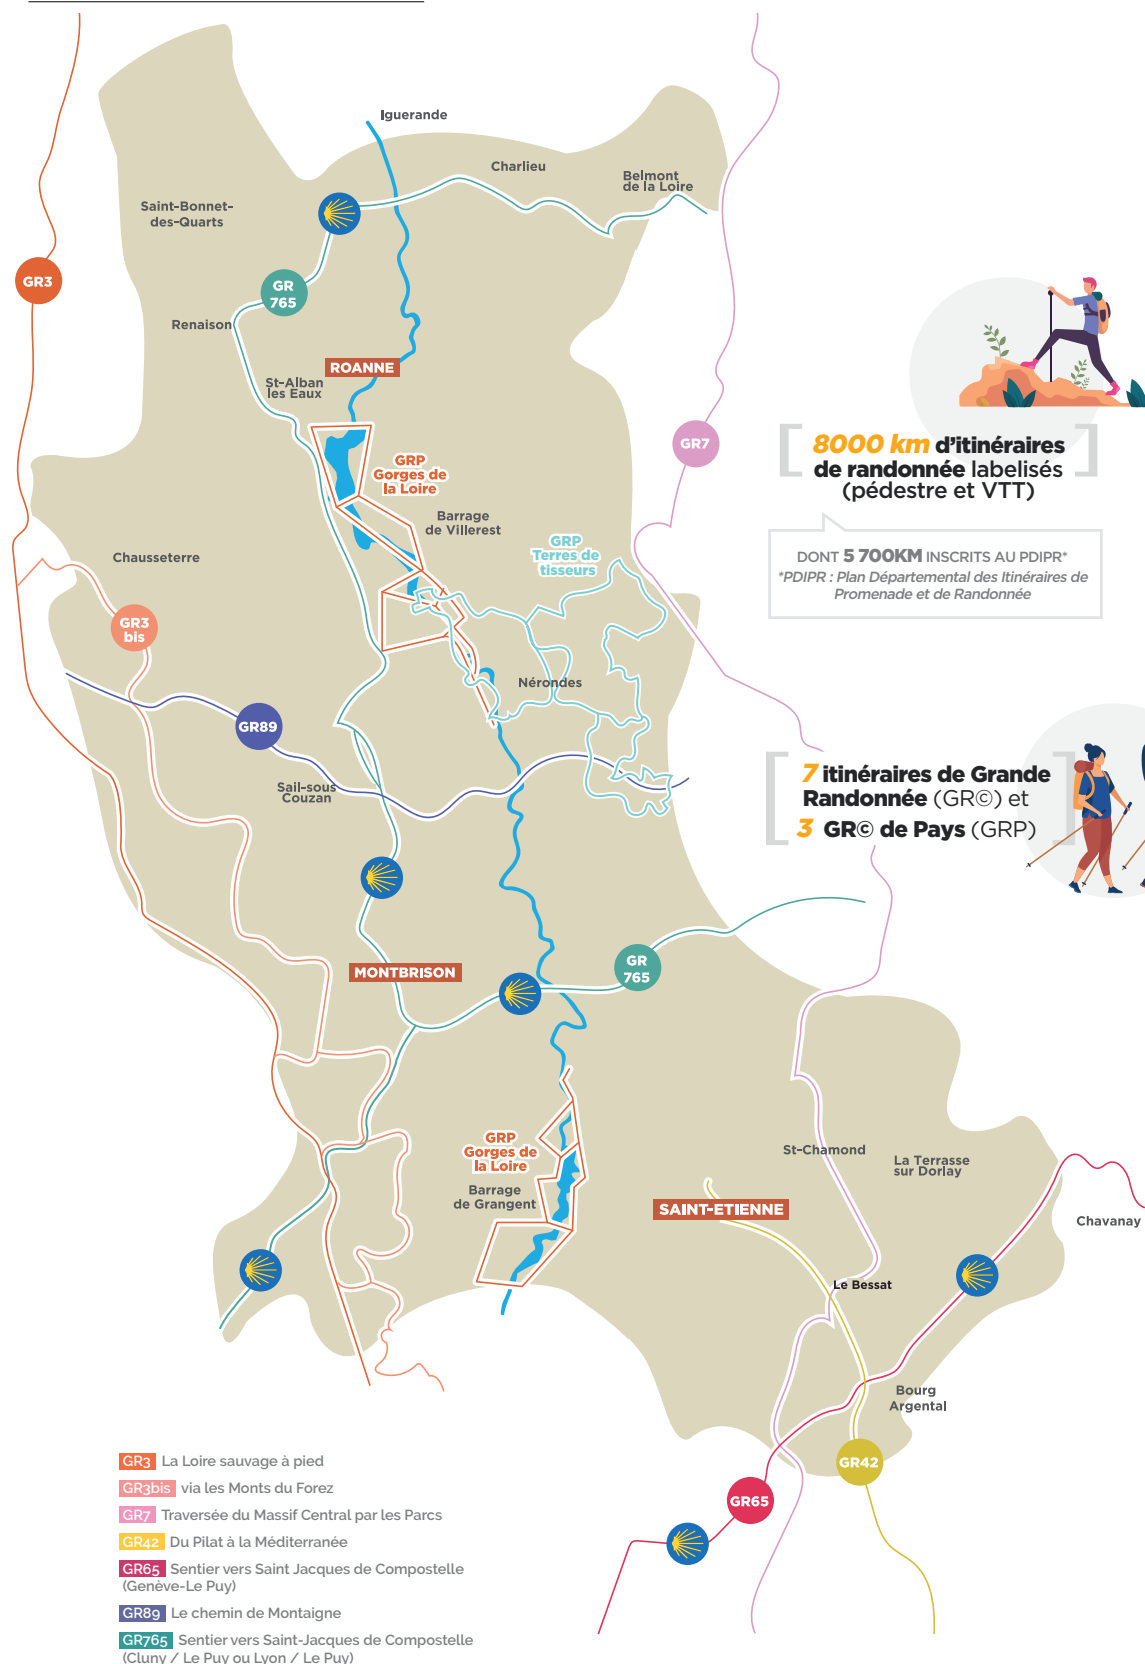 Iguerande
Charlieu
Belmont
de la Loire
Saint-Bonnet-
des-Quarts
GR3
GR
765
Renaison
ROANNE
St-Alban
les Eaux
GR7
8000 km d'itinéraires
de randonnée labelisés
(pédestre et VTT)
GRP
Gorges de
la Loire
Barrage
de Villerest
GRP
Terres de
tisseurs
DONT 5 700KM INSCRITS AU PDIPR*
*PDIPR : Plan Départemental des Itinéraires de
Promenade et de Randonnée
Chausseterre
GR3
bis
Nérondes
GR89
Sail-sous
Couzan
7 itinéraires de Grande
Randonnée (GR©) et
3 GR© de Pays (GRP)
MONTBRISON
GR
765
GRP
Gorges de
la Loire
Barrage
de Grangent
St-Chamond
La Terrasse
sur Dorlay
SAINT-ETIENNE
Chavanay
Le Bessat
Bourg
Argental
GR42
GR65
GR3 La Loire sauvage à pied
GR3bis via les Monts du Forez
GR7 Traversée du Massif Central par les Parcs
GR42 Du Pilat à la Méditerranée
GR65 Sentier vers Saint Jacques de Compostelle
(Genève-Le Puy)
GR89 Le chemin de Montaigne
GR765 Sentier vers Saint-Jacques de Compostelle
(Cluny / Le Puy ou Lyon / Le Puy)